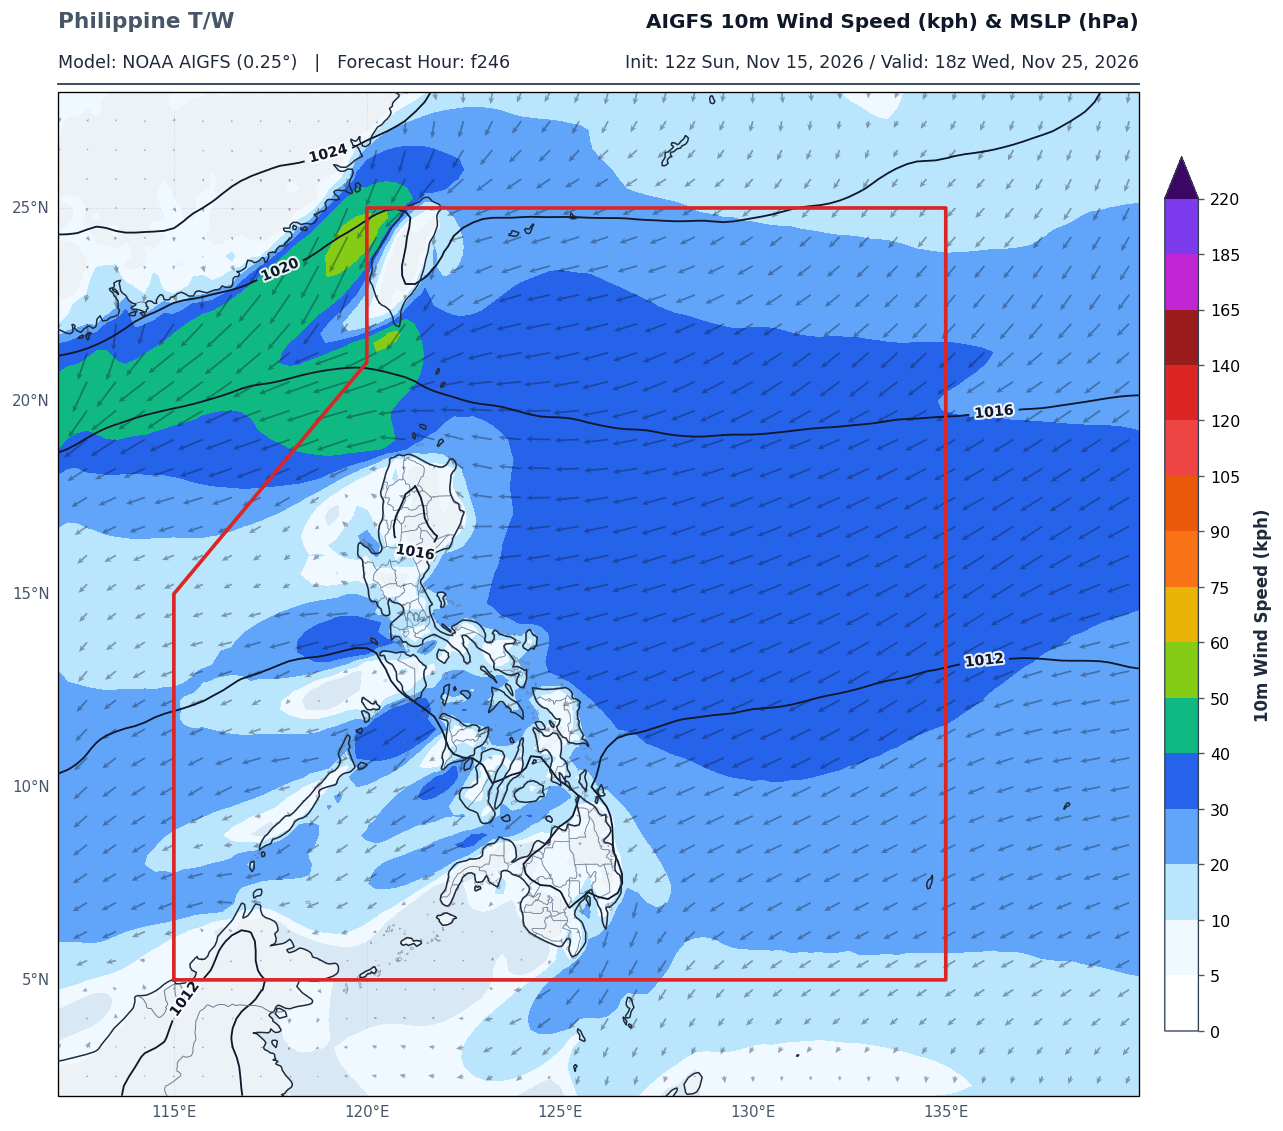 Philippine T/W
AIGFS 10m Wind Speed (kph) & MSLP (hPa)
Model: NOAA AIGFS (0.25°) | Forecast Hour: f246
Init: 12z Sun, Nov 15, 2026 / Valid: 18z Wed, Nov 25, 2026
1024
1020
1016
1016
1012
1012
25°N
20°N
15°N
10°N
5°N
115°E
120°E
125°E
130°E
135°E
220
185
165
140
120
105
90
75
60
50
40
30
20
10
5
0
10m Wind Speed (kph)